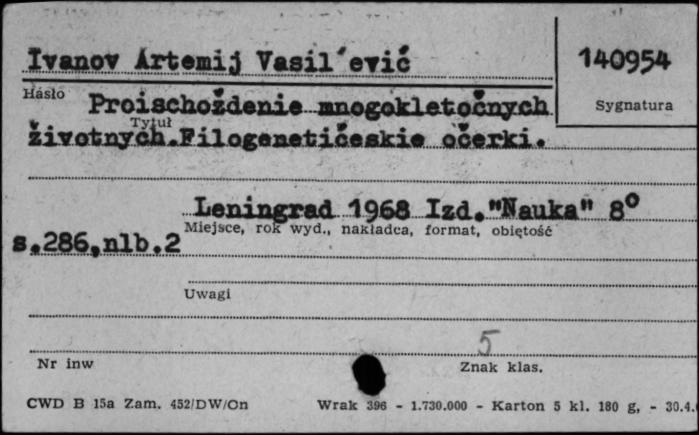 Ivanov Artemij Vasil´evič
140954
Hasło
Proischoždenie mnogokletočnych
Sygnatura
Tytuł
životnych.Filogenetičeskie očerki.
Leningrad 1968 Izd."Nauka" 8°
Miejsce, rok wyd., nakładca, format, objętość
s.286,nlb.2
Uwagi
5
Nr inw
Znak klas.
CWD B 15a Zam. 452/DW/On Wrak 396 - 1.730.000 - Karton 5 kl. 180 g, - 30.4.